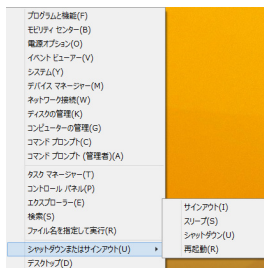 プログラムと機能(F)
モビリティ センター(B)
電源オプション(O)
イベント ビューアー(V)
システム(Y)
デバイス マネージャー(M)
ネットワーク接続(W)
ディスクの管理(K)
コンピューターの管理(G)
コマンド プロンプト(C)
コマンド プロンプト (管理者)(A)
タスク マネージャー(T)
コントロール パネル(P)
エクスプローラー(E)
検索(S)
ファイル名を指定して実行(R)
シャットダウンまたはサインアウト(U)
デスクトップ(D)
サインアウト(I)
スリープ(S)
シャットダウン(U)
再起動(R)